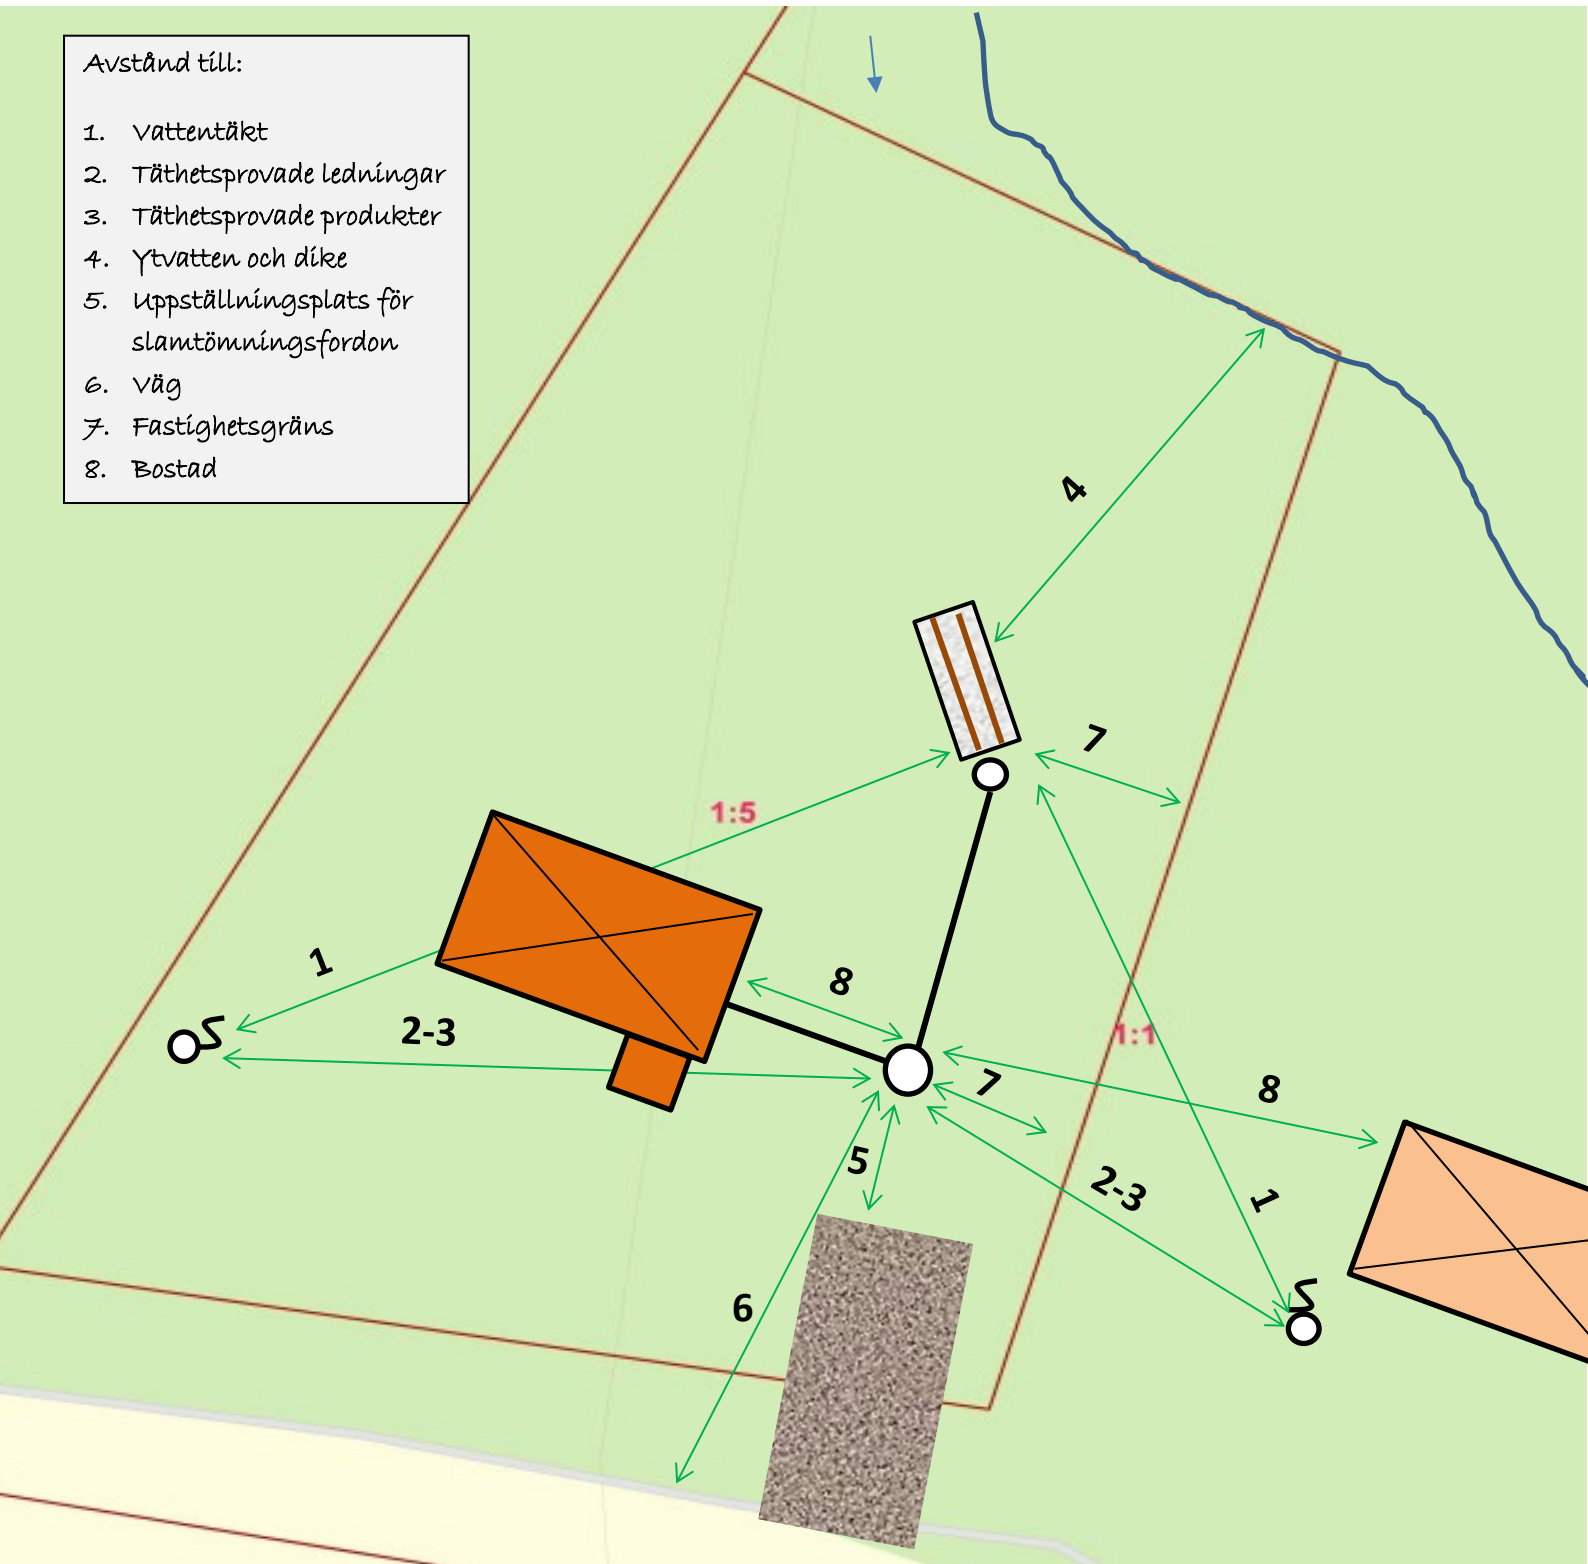 Avstånd till:
1. Vattentäkt
2. Täthetsprovade ledningar
3. Täthetsprovade produkter
4. Ytvatten och dike
5. Uppställningsplats för
slamtömningsfordon
6. Väg
7. Fastighetsgräns
8. Bostad
4
7
1:5
1
8
2-3
1:1
7
8
5
2-3
1
6